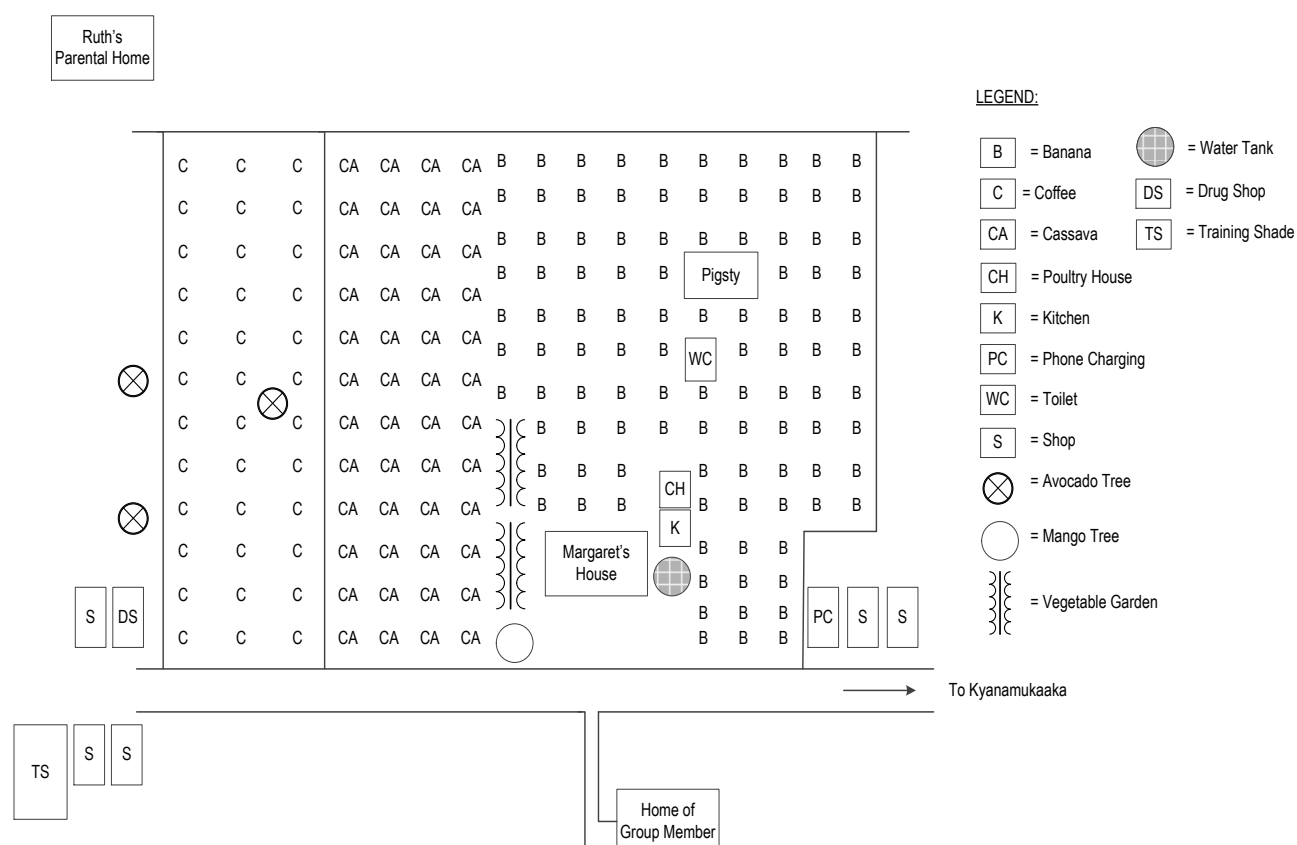 Ruth's
Parental Home
C C C CA CA CA CA B B B B B B B B B B
C C C CA CA CA CA B B B B B B B B B B
C C C CA CA CA CA B B B B B B B B B B
B B B B B Pigsty B B B
C C C CA CA CA CA
B B B B B B B B B B
C C C CA CA CA CA
B B B B B WC B B B B
C C C CA CA CA CA
B B B B B B B B B B
C C C CA CA CA CA B B B B B B B B B
C C C CA CA CA CA B B B B B B B B
CH
C C C CA CA CA CA B B B B B B B B
K
C C C CA CA CA CA B B B
Margaret's
House
C C C CA CA CA CA B B B
B B B
C C C CA CA CA CA B B B
S DS
PC S S
To Kyanamukaaka
TS S S
Home of
Group Member
LEGEND:
B = Banana
C = Coffee
CA = Cassava
CH = Poultry House
K = Kitchen
PC = Phone Charging
WC = Toilet
S = Shop
= Avocado Tree
= Mango Tree
= Vegetable Garden
= Water Tank
DS = Drug Shop
TS = Training Shade